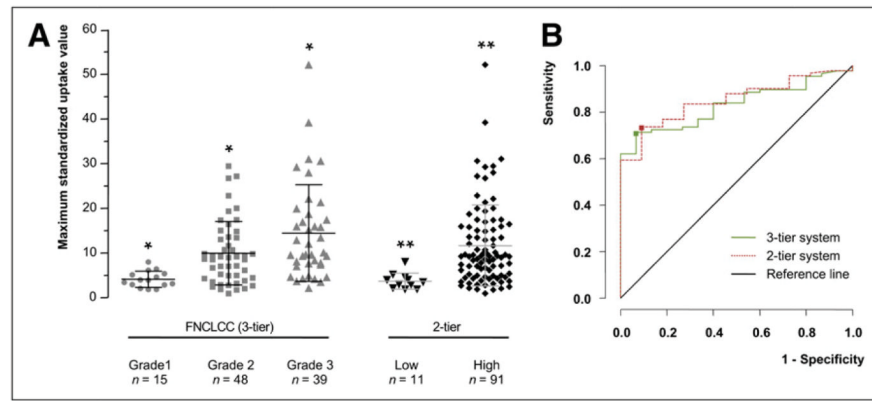 A
Maximum standardized uptake value
60
50
40
30
20
10
0
*
*
*
**
**
FNCLCC (3-tier)
2-tier
Grade1
n = 15
Grade 2
n = 48
Grade 3
n = 39
Low
n = 11
High
n = 91
B
Sensitivity
1.0
0.8
0.6
0.4
0.2
0.0
3-tier system
2-tier system
Reference line
0.0 0.2 0.4 0.6 0.8 1.0
1 - Specificity